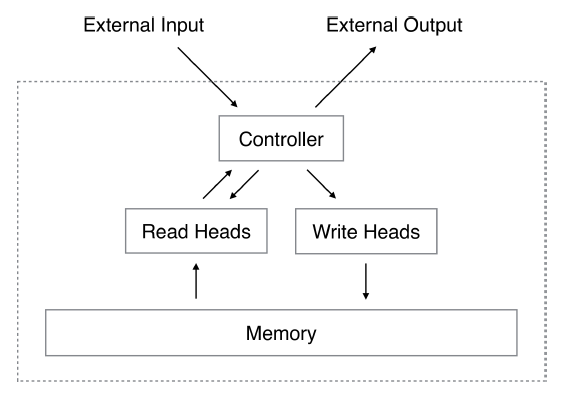 External Input
External Output
Controller
Read Heads
Write Heads
Memory